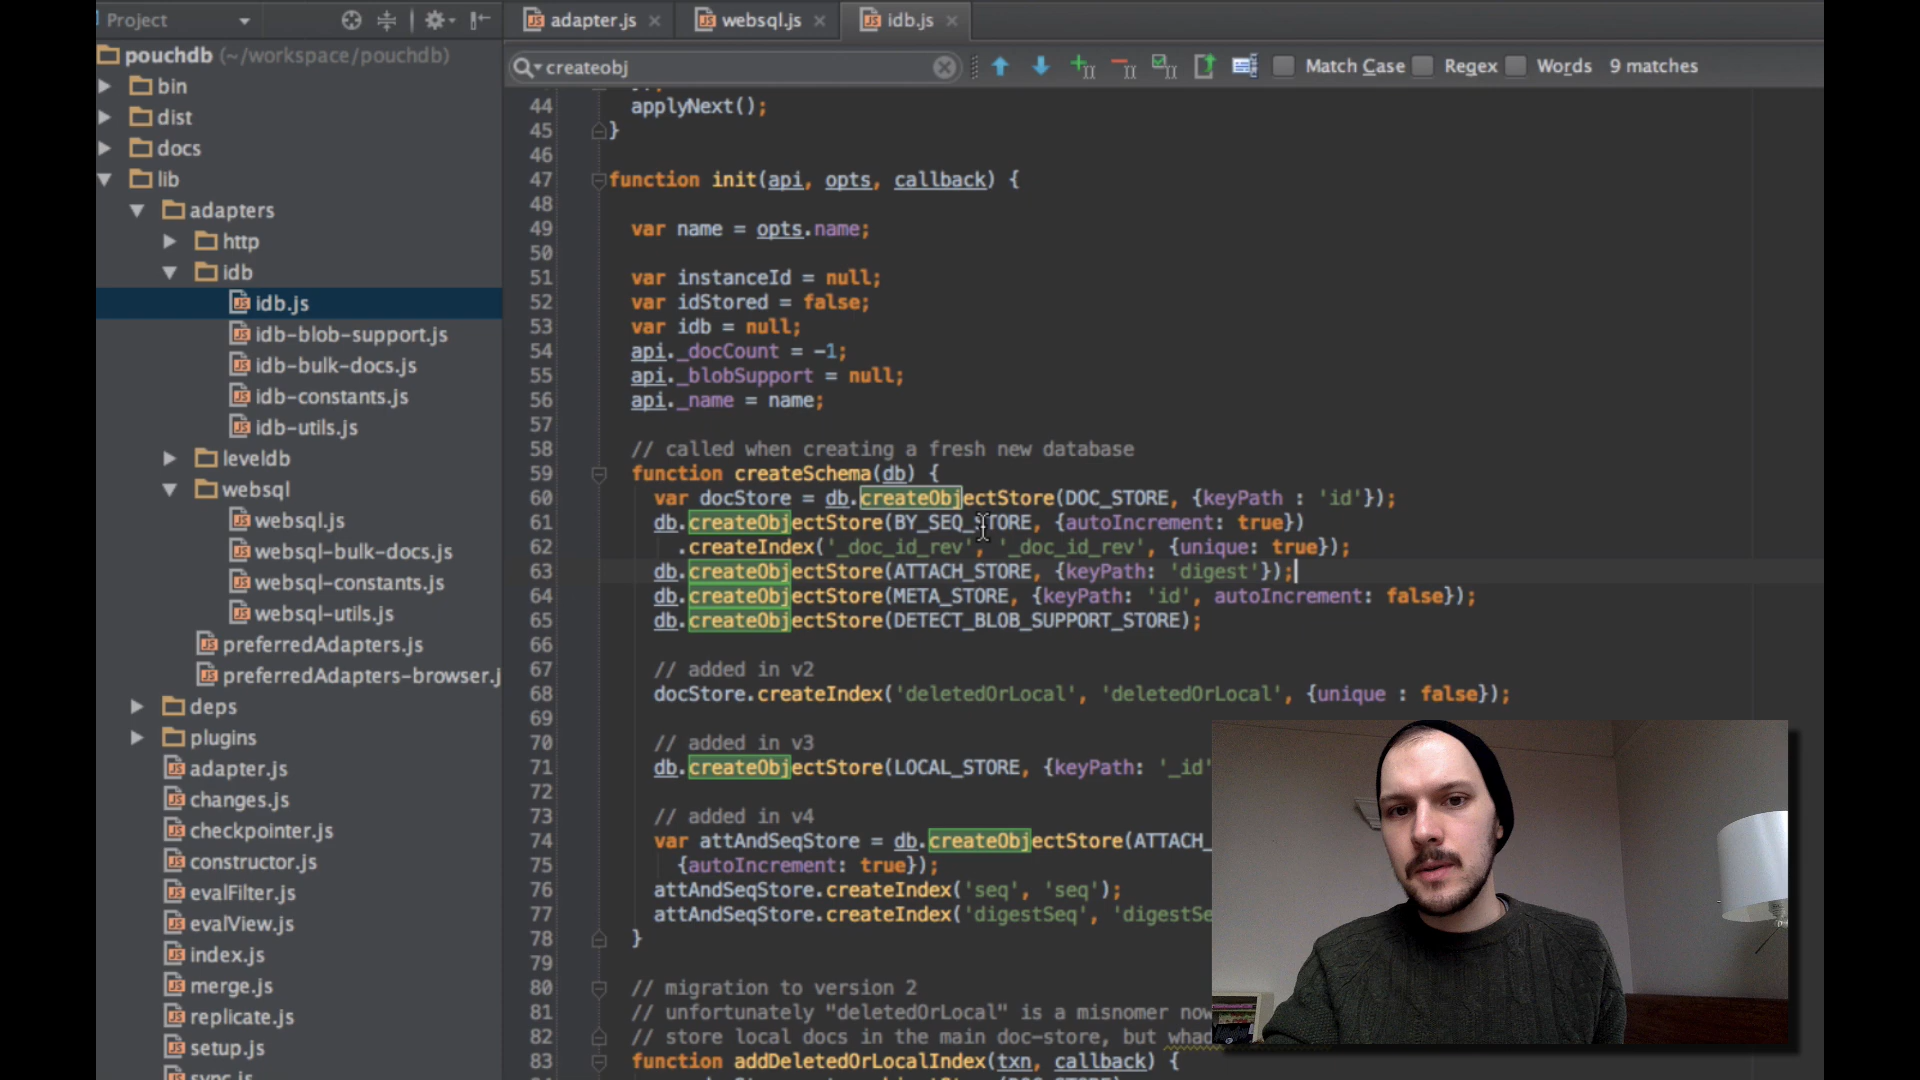 Project
adapter.js
websql.js
idb.js
pouchdb (~/workspace/pouchdb)
createobj
Match Case
Regex
Words
9 matches
bin
dist
docs
lib
adapters
http
idb
idb.js
idb-blob-support.js
idb-bulk-docs.js
idb-constants.js
idb-utils.js
leveldb
websql
websql.js
websql-bulk-docs.js
websql-constants.js
websql-utils.js
preferredAdapters.js
preferredAdapters-browser.j
deps
plugins
adapter.js
changes.js
checkpointer.js
constructor.js
evalFilter.js
evalView.js
index.js
merge.js
replicate.js
setup.js
sync.js
44 applyNext();
45 }
46
47 function init(api, opts, callback) {
48
49 var name = opts.name;
50
51 var instanceId = null;
52 var idStored = false;
53 var idb = null;
54 api._docCount = -1;
55 api._blobSupport = null;
56 api._name = name;
57
58 // called when creating a fresh new database
59 function createSchema(db) {
60 var docStore = db.createObjectStore(DOC_STORE, {keyPath : 'id'});
61 db.createObjectStore(BY_SEQ_STORE, {autoIncrement: true})
62 .createIndex('_doc_id_rev', '_doc_id_rev', {unique: true});
63 db.createObjectStore(ATTACH_STORE, {keyPath: 'digest'});
64 db.createObjectStore(META_STORE, {keyPath: 'id', autoIncrement: false});
65 db.createObjectStore(DETECT_BLOB_SUPPORT_STORE);
66
67 // added in v2
68 docStore.createIndex('deletedOrLocal', 'deletedOrLocal', {unique : false});
69
70 // added in v3
71 db.createObjectStore(LOCAL_STORE, {keyPath: '_id'
72
73 // added in v4
74 var attAndSeqStore = db.createObjectStore(ATTACH_
75 {autoIncrement: true});
76 attAndSeqStore.createIndex('seq', 'seq');
77 attAndSeqStore.createIndex('digestSeq', 'digestSe
78 }
79
80 // migration to version 2
81 // unfortunately "deletedOrLocal" is a misnomer now
82 // store local docs in the main doc-store, but whad
83 function addDeletedOrLocalIndex(txn, callback) {